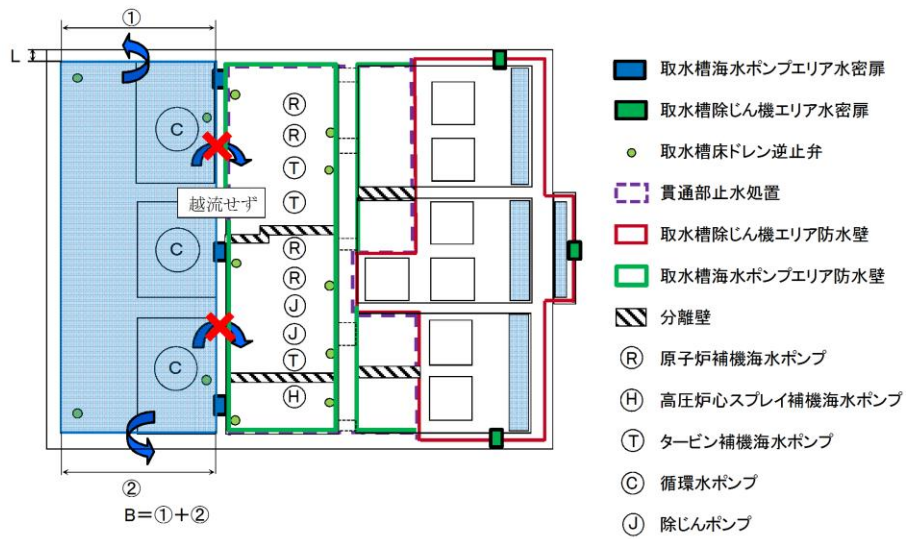 ①
L
C
C
C
越流せず
R
R
T
T
R
R
J
J
T
H
②
B=①+②
取水槽海水ポンプエリア水密扉
取水槽除じん機エリア水密扉
取水槽床ドレン逆止弁
貫通部止水処置
取水槽除じん機エリア防水壁
取水槽海水ポンプエリア防水壁
分離壁
R 原子炉補機海水ポンプ
H 高圧炉心スプレイ補機海水ポンプ
T タービン補機海水ポンプ
C 循環水ポンプ
J 除じんポンプ